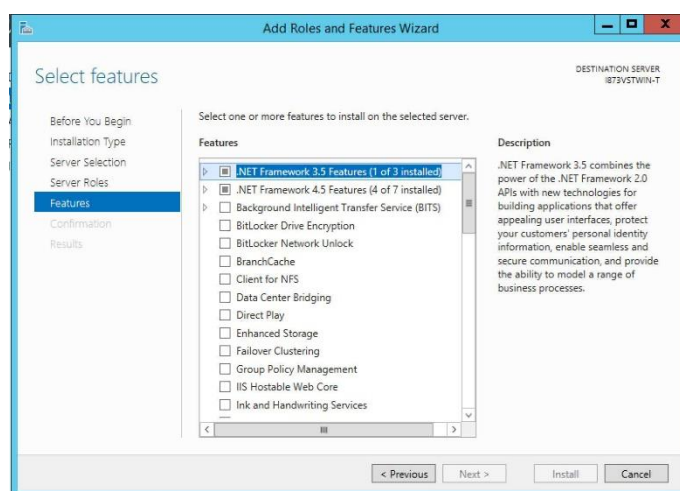 Add Roles and Features Wizard
Select features
DESTINATION SERVER
I873VSTWIN-T
Before You Begin
Installation Type
Server Selection
Server Roles
Features
Confirmation
Results
Select one or more features to install on the selected server.
Features
.NET Framework 3.5 Features (1 of 3 installed)
.NET Framework 4.5 Features (4 of 7 installed)
Background Intelligent Transfer Service (BITS)
BitLocker Drive Encryption
BitLocker Network Unlock
BranchCache
Client for NFS
Data Center Bridging
Direct Play
Enhanced Storage
Failover Clustering
Group Policy Management
IIS Hostable Web Core
Ink and Handwriting Services
Description
.NET Framework 3.5 combines the
power of the .NET Framework 2.0
APIs with new technologies for
building applications that offer
appealing user interfaces, protect
your customers' personal identity
information, enable seamless and
secure communication, and provide
the ability to model a range of
business processes.
< Previous
Next >
Install
Cancel